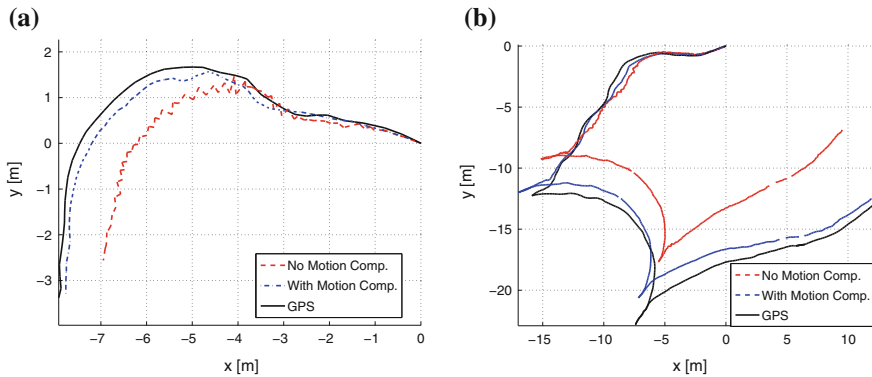 (a)
2
1
0
−1
−2
−3
y [m]
−7 −6 −5 −4 −3 −2 −1 0
x [m]
No Motion Comp.
With Motion Comp.
GPS
(b)
0
−5
−10
−15
−20
y [m]
−15 −10 −5 0 5 10
x [m]
No Motion Comp.
With Motion Comp.
GPS